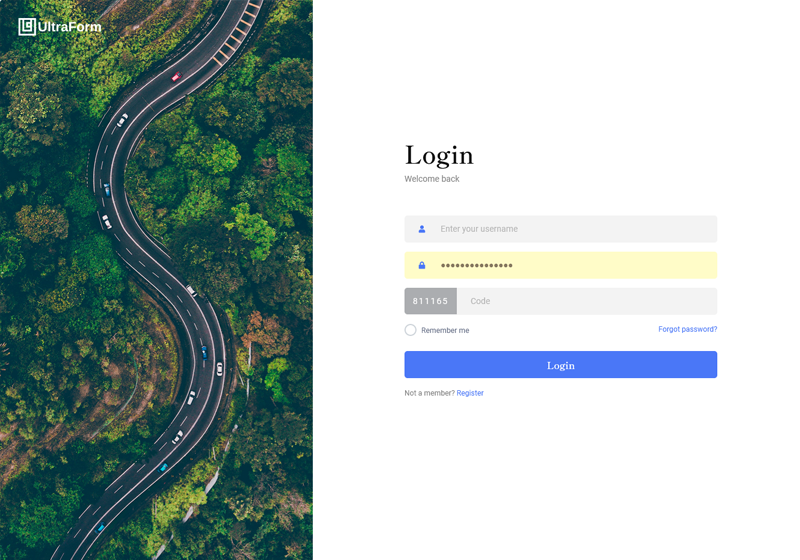 UltraForm
Login
Welcome back
Enter your username
•••••••••••••••
811165
Code
Remember me
Forgot password?
Login
Not a member? Register